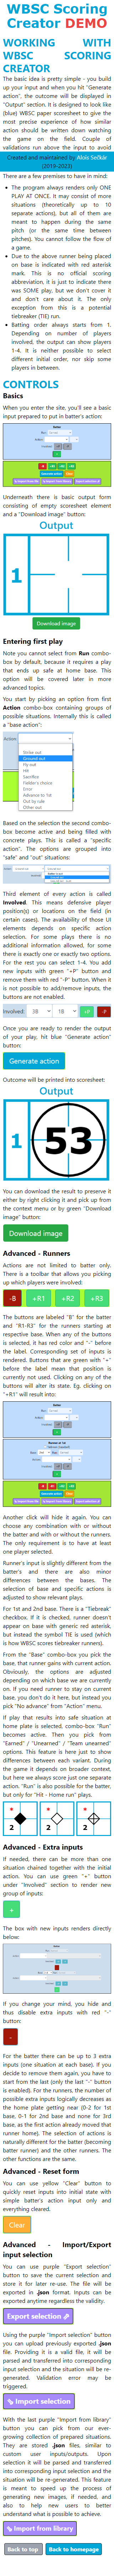 WBSC Scoring
Creator DEMO
WORKING WITH
WBSC SCORING
CREATOR
The basic idea is pretty simple - you build
up your input and when you hit "Generate
action", the outcome will be displayed in
"Output" section. It is designed to look like
(blue) WBSC paper scoresheet to give the
most precise experience of how similar
action should be written down watching
the game on the field. Couple of
validations run above the input to avoid
Created and maintained by Alois Sečkár
(2019-2023)
There are a few premises to have in mind:
• The program always renders only ONE
PLAY AT ONCE. It may consist of more
situations (theoretically up to 10
separate actions), but all of them are
meant to happen during the same
pitch (or the same time between
pitches). You cannot follow the flow of
a game.
• Due to the above runner being placed
on base is indicated with red asterisk
mark. This is no official scoring
abbreviation, it is just to indicate there
was SOME play, but we don't care it
and don't care about it. The only
exception from this is a potential
tiebreaker (TIE) run.
• Batting order always starts from 1.
Depending on number of players
involved, the output order may range
1-4. It is neither possible to select
different initial order, nor skip some
players in between.
CONTROLS
Basics
When you enter the site, you'll see a basic
input prepared to put in batter's action:
Underneath there is basic output form
consisting of empty scoresheet element
and a "Download image" button:
Output
1
Download image
Entering first play
Note you cannot select from Run combo-
box by default, because it requires a play
that ends up safe at home base. This
option will be covered later in more
advanced topics.
You start by picking an option from first
Action combo-box containing groups of
possible situations. Internally this is called
a "base action":
Action:
Strike out
Ground out
Fly out
Hit
Sacrifice
Fielder's choice
Error
Advance to 1st
Out by rule
Other out
Based on the selection the second combo-
box become active and being filled with
concrete plays. This is called a "specific
action". The options are grouped into
"safe" and "out" situations:
Third element of every action is called
Involved. This means defensive player
position(s) or locations on the field (in
certain cases). The availability of those UI
elements depends on specific action
selection. For some plays there is no
additional information allowed, for some
there is exactly one or exactly two options.
For the rest you can select 1-4. You add
new inputs with green "+P" button and
remove them with red "-P" button. When it
is not possible to add/remove inputs, the
buttons are not enabled.
Involved: 3B 1B +P -P
Once you are ready to render the output
of your play, hit blue "Generate action"
button:
Generate action
Outcome will be printed into scoresheet:
Output
1 53
You can download the result to preserve it
either by right clicking it and pick up from
the context menu or by green "Download
image" button:
Download image
Advanced - Runners
Actions are not limited to batter only.
There is a toolbar that allows you picking
up which players were involved:
-B +R1 +R2 +R3
The buttons are labeled "B" for the batter
and "R1-R3" for the runners starting at
respective base. When any of the buttons
is selected, it has red color and "-" before
the label. Corresponding set of inputs is
rendered. Buttons that are green with "+"
before the label mean that position is
currently not used. Clicking on any of the
buttons will alter its state. Eg. clicking on
"+R1" will result into:
Another click will hide it again. You can
choose any combination with or without
the batter and with or without the runners.
The only requirement is to have at least
one player selected.
Runner's input is slightly different from the
batter's and there are also minor
differences between the bases. The
selection of base and specific actions is
adjusted to show relevant plays.
For 1st and 2nd base. There is a "Tiebreak"
checkbox. If it is checked, runner doesn't
appear on base with generic red asterisk,
but instead the symbol TIE is used (which
is how WBSC scores tiebreaker runners).
From the "Base" combo-box you pick the
base, that runner gains with current action.
Obviously, the options are adjusted
depending on which base we are currently
on. If you need runner to stay on current
base, you don't do it here, but instead you
pick "No advance" from "Action" menu.
If play that results into safe situation at
home plate is selected, combo-box "Run"
becomes active. Then you pick from
"Earned" / "Unearned" / "Team unearned"
options. This feature is here just to see
differences between each variant. During
the game it depends on broader context,
but here we always score just one separate
action. "Run" is also possible for the batter,
but only for "Hit - Home run" plays.
* 2 * 2 * 2
Advanced - Extra inputs
If needed, there can be more than one
situation chained together with the initial
action. You can use green "+" button
under "Involved" section to render new
group of inputs:
+
The box with new inputs renders directly
below:
If you change your mind, you hide and
thus disable extra inputs with red "-"
button:
-
For the batter there can be up to 3 extra
inputs (one situation at each base). If you
decide to remove them again, you have to
start from the last (only the last "-" button
is enabled). For the runners, the number of
possible extra inputs logically decreases as
the home plate getting near (0-2 for 1st
base, 0-1 for 2nd base and none for 3rd
base, as the first action already moved that
runner home). The selection of actions is
naturally different for the batter (becoming
batter runner) and the other runners. The
other functions are the same.
Advanced - Reset form
You can use yellow "Clear" button to
quickly reset inputs into initial state with
simple batter's action input only and
everything cleared.
Clear
Advanced - Import/Export
input selection
You can use purple "Export selection"
button to save the current selection and
store it for later re-use. The file will be
exported in .json format. Inputs can be
exported anytime regardless the validity.
Export selection
Using the purple "Import selection" button
you can upload previously exported .json
file. Providing it is a valid file, it will be
parsed and transferred into corresponding
input selection and the situation will be re-
generated. Validation error may be
triggered.
Import selection
With the last purple "Import from library"
button you can pick from our ever-
growing collection of prepared situations.
They are stored .json files, similar to
custom user inputs/outputs. Upon
selection it will be parsed and transferred
into corresponding input selection and the
situation will be re-generated. This feature
is meant to speed up the process of
generating new images, if needed, and
also to help new users to better
understand what is possible to achieve.
Import from library
Back to top Back to homepage